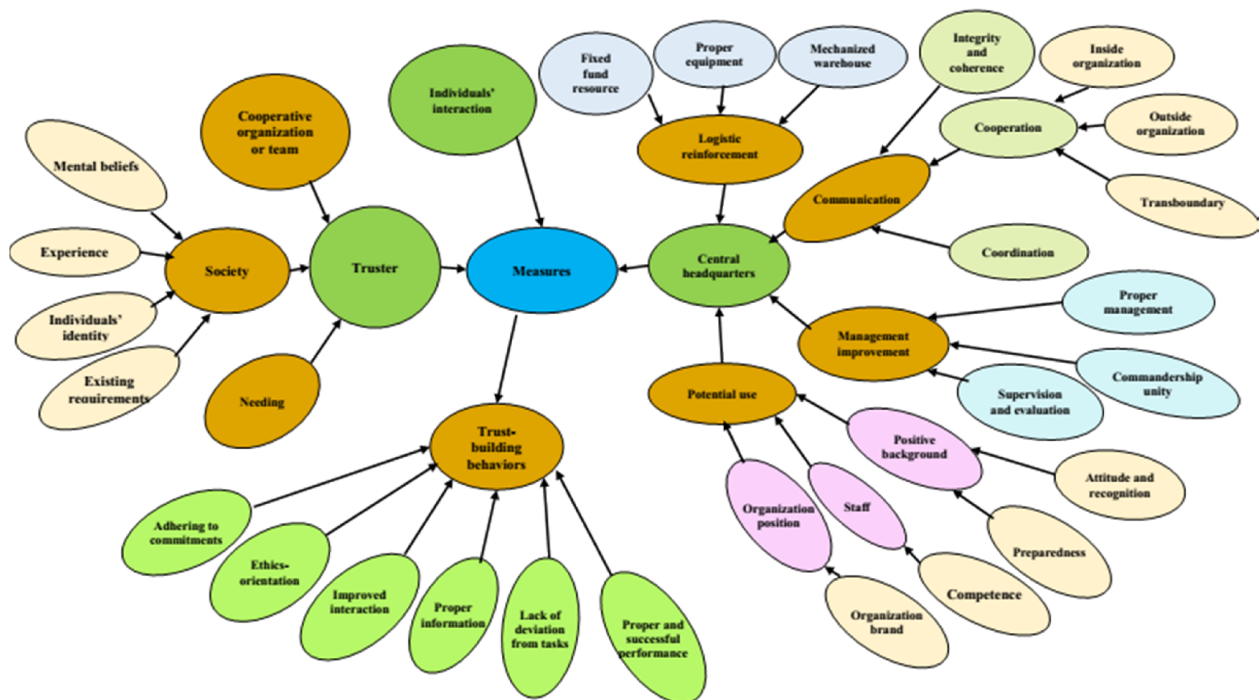 Mental beliefs
Experience
Individuals'
identity
Existing
requirements
Society
Cooperative
organization
or team
Truster
Needing
Individuals'
interaction
Measures
Trust-
building
behaviors
Adhering to
commitments
Ethics-
orientation
Improved
interaction
Proper
information
Lack of
deviation
from tasks
Proper and
successful
performance
Fixed
fund
resource
Proper
equipment
Mechanized
warehouse
Logistic
reinforcement
Central
headquarters
Integrity
and
coherence
Inside
organization
Cooperation
Outside
organization
Transboundary
Communication
Coordination
Proper
management
Management
improvement
Commandership
unity
Supervision
and evaluation
Potential use
Positive
background
Attitude and
recognition
Preparedness
Staff
Competence
Organization
position
Organization
brand